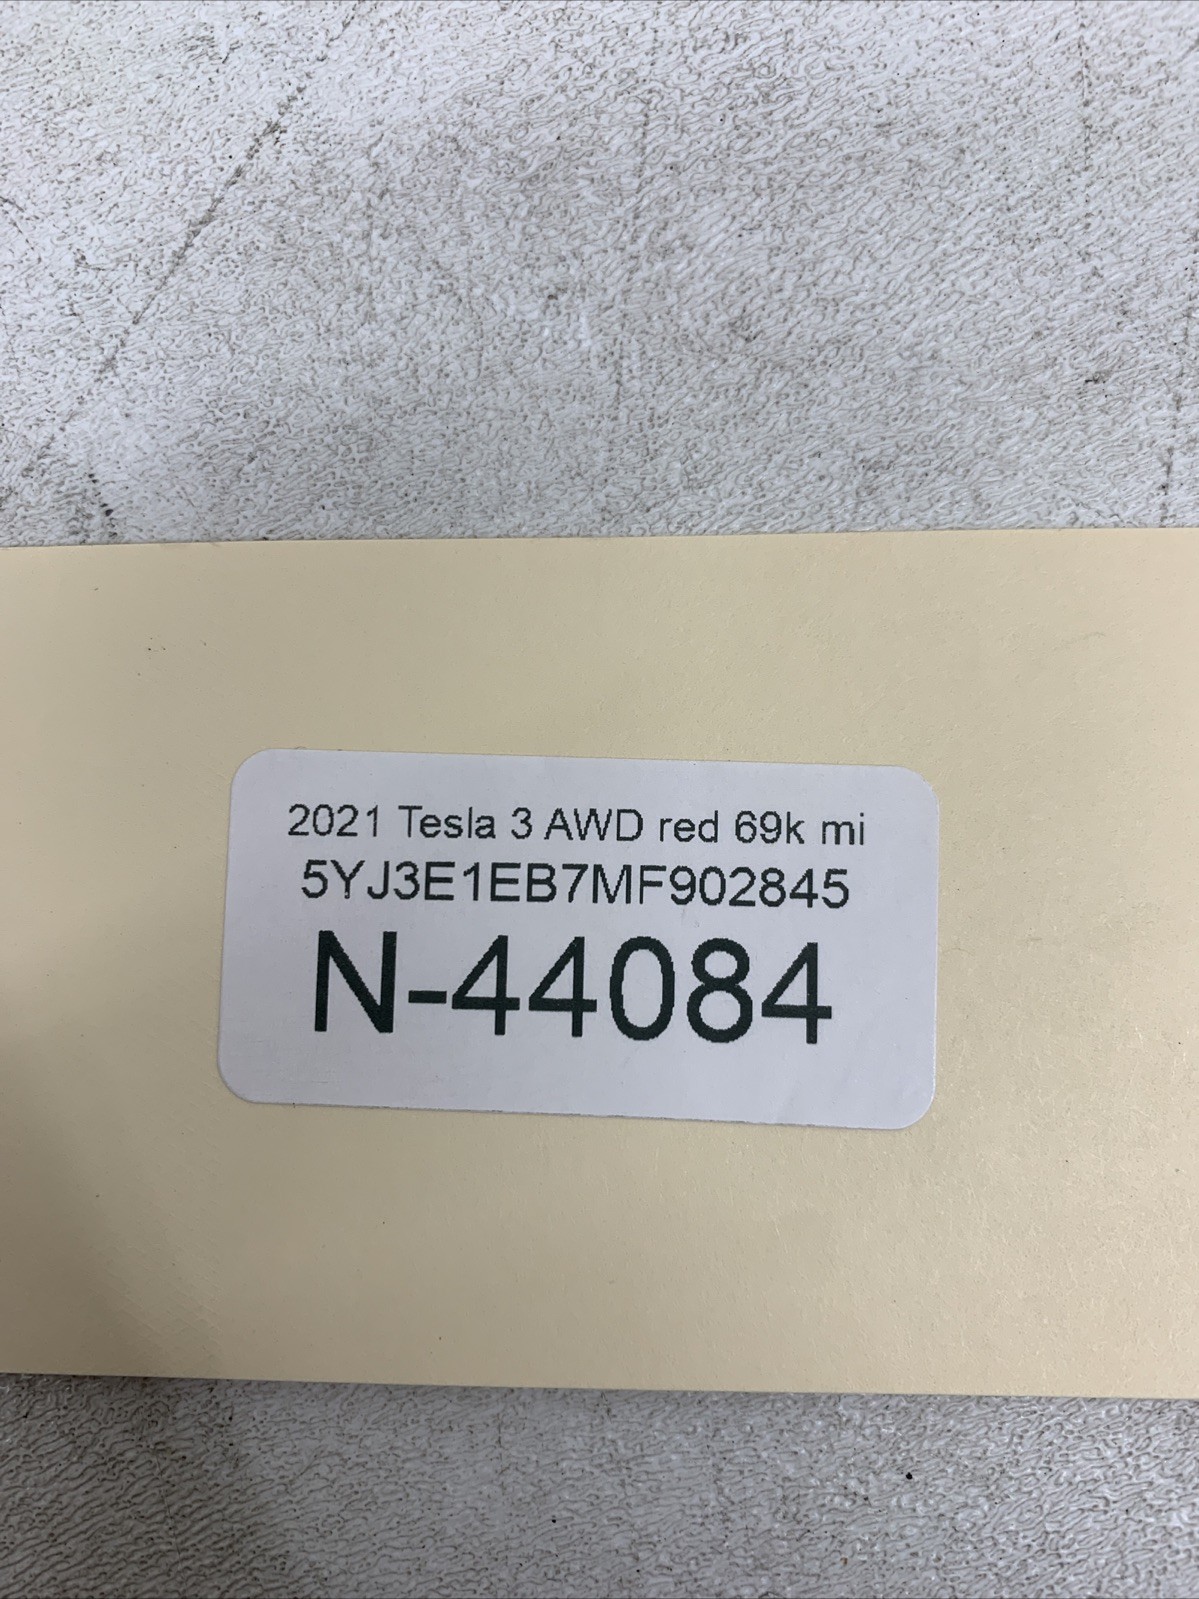 2021 Tesla 3 AWD red 69k mi
5YJ3E1EB7MF902845
N-44084